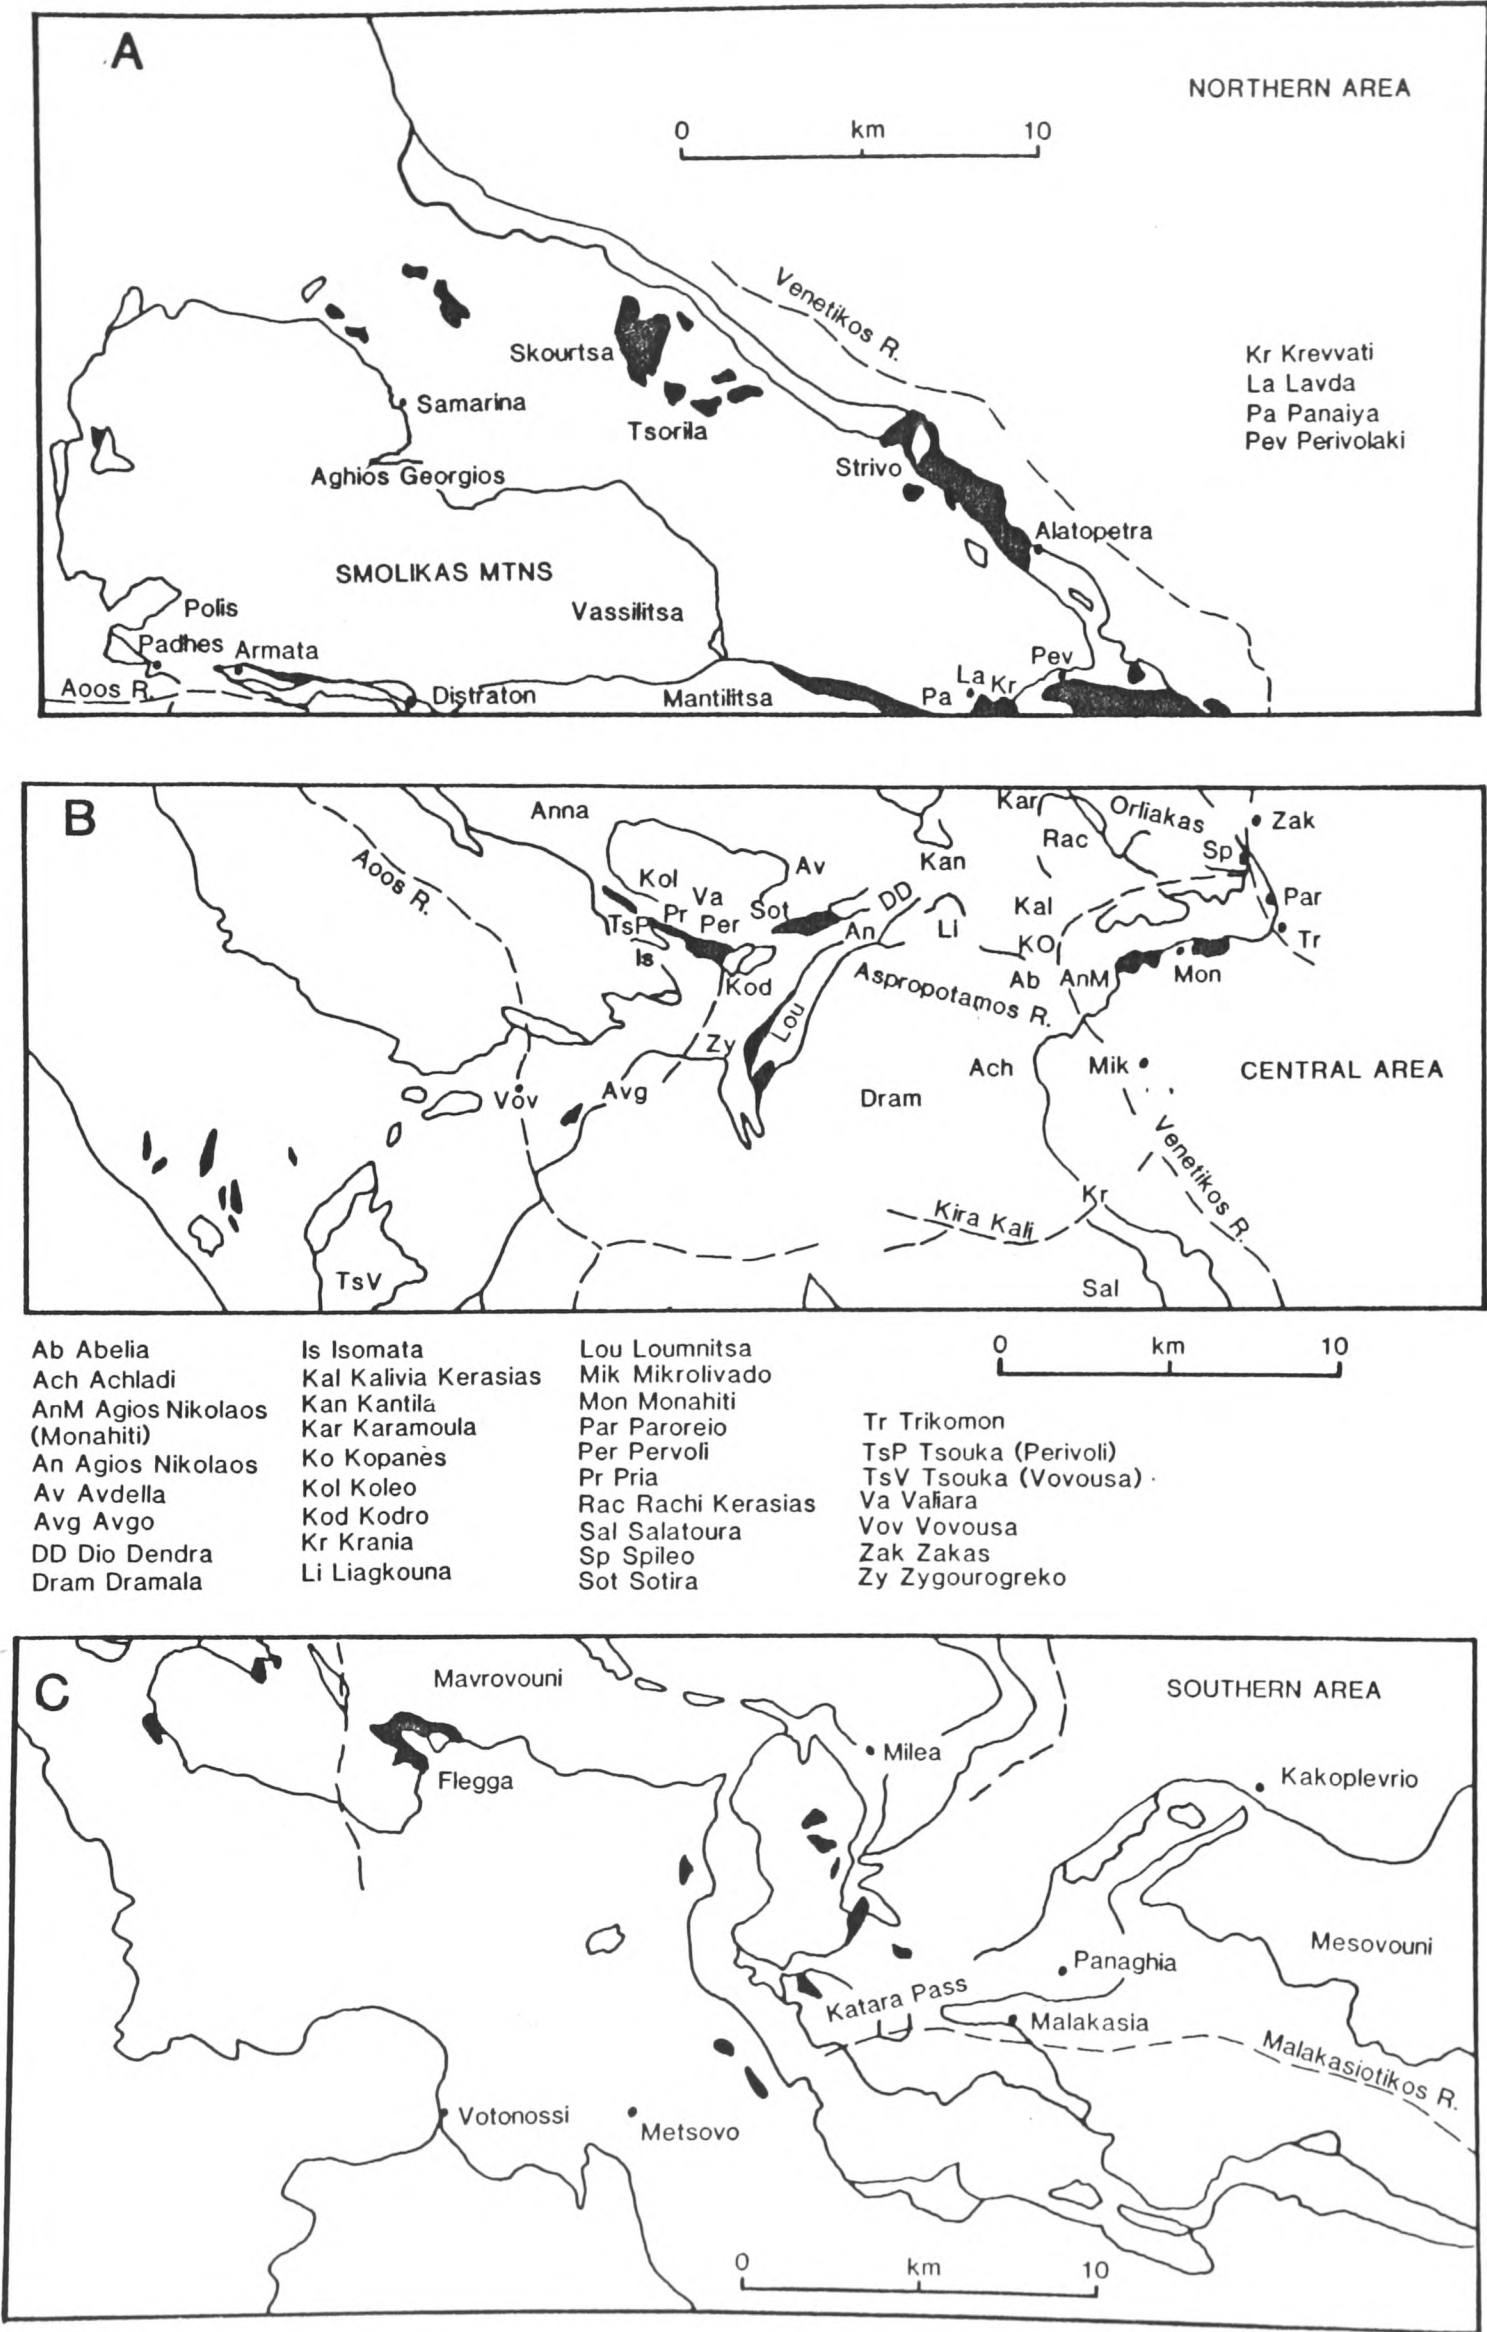 A
NORTHERN AREA
0 km 10
Venetikos R.
Skourtsa
Kr Krevvati
La Lavda
Pa Panaiya
Pev Perivolaki
Samarina
Tsorila
Strivo
Aghios Georgios
Alatopetra
SMOLIKAS MTNS
Polis
Vassilitsa
Padhes
Armata
Pev
Aoos R.
Distraton
Mantilitsa
Pa
La
Kr
B
Anna
Kar
Orliakas
Zak
Rac
Sp
Aoos R.
Av
Kan
Kol
Va
DD
Par
TsP
Pr
Per
Sot
An
Li
Kal
KO
Tr
Is
Kod
Aspropotamos R.
Ab
AnM
Mon
Lou
Zy
Ach
Mik
CENTRAL AREA
Vov
Avg
Dram
Venetikos R.
Kr
Kira Kali
TsV
Sal
Ab Abelia
Ach Achladi
AnM Agios Nikolaos
(Monahiti)
An Agios Nikolaos
Av Avdella
Avg Avgo
DD Dio Dendra
Dram Dramala
Is Isomata
Kal Kalivia Kerasias
Kan Kantila
Kar Karamoula
Ko Kopanès
Kol Koleo
Kod Kodro
Kr Krania
Li Liagkouna
Lou Loumnitsa
Mik Mikrolivado
Mon Monahiti
Par Paroreio
Per Pervoli
Pr Pria
Rac Rachi Kerasias
Sal Salatoura
Sp Spileo
Sot Sotira
0 km 10
Tr Trikomon
TsP Tsouka (Perivoli)
TsV Tsouka (Vovousa)
Va Valiara
Vov Vovousa
Zak Zakas
Zy Zygourogreko
C
Mavrovouni
SOUTHERN AREA
Milea
Flegga
Kakoplevrio
Mesovouni
Panaghia
Katara Pass
Malakasia
Malakasiotikos R.
Votonossi
Metsovo
0 km 10